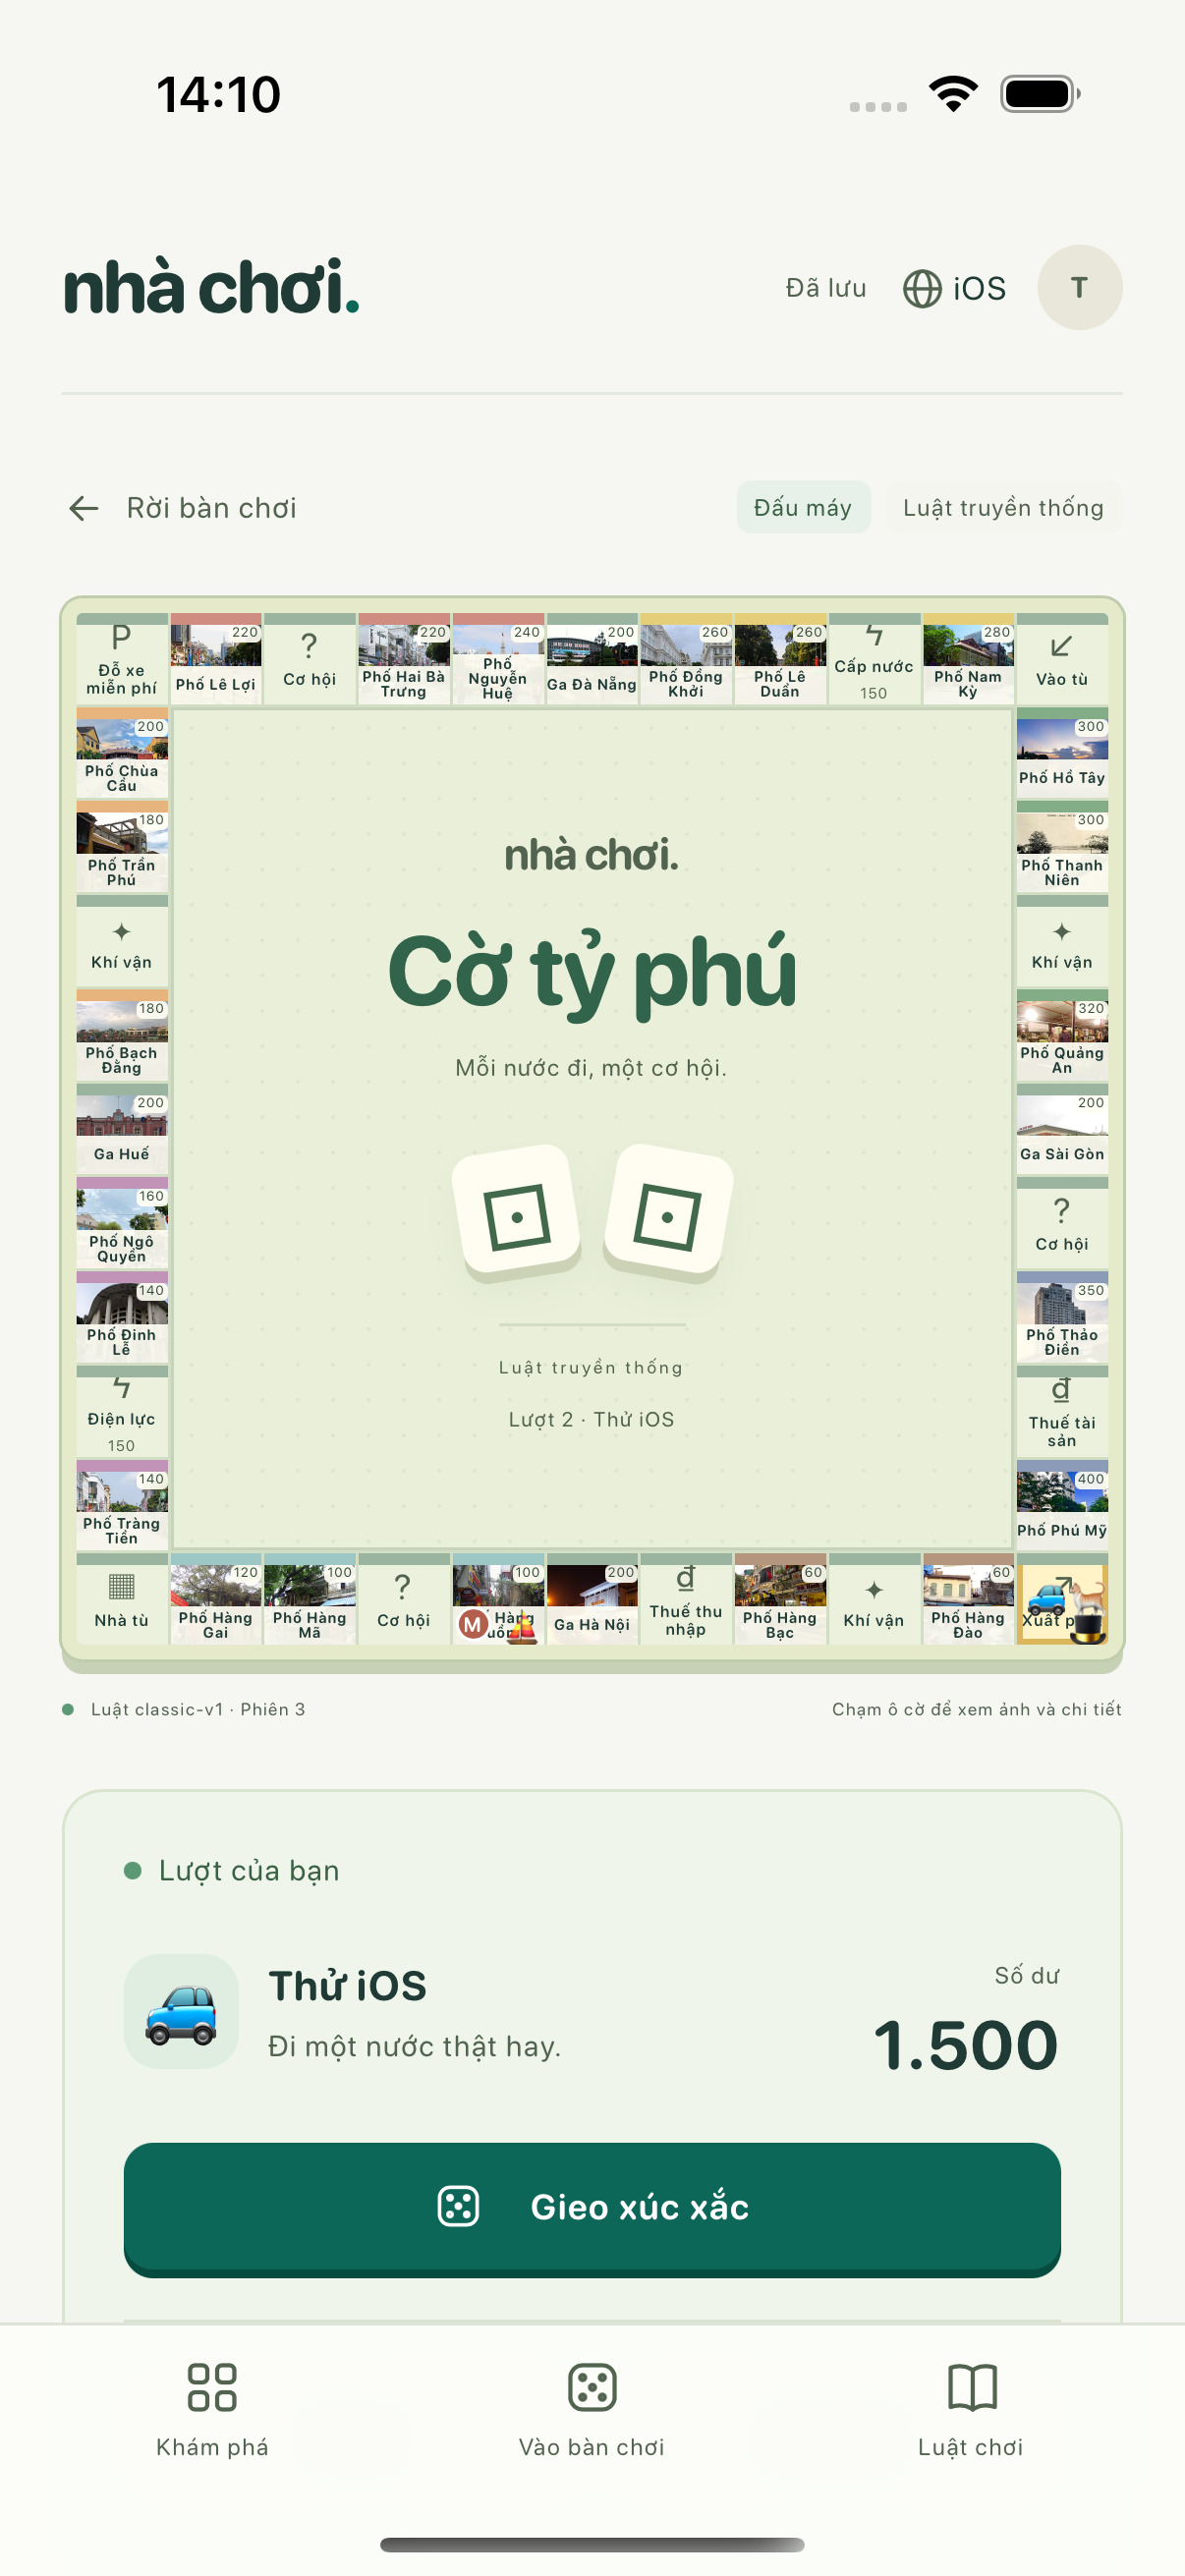 14:10
nhà chơi.
Đã lưu
iOS
T
Rời bàn chơi
Đấu máy
Luật truyền thống
P
Đỗ xe
miễn phí
220
Phố Lê Lợi
?
Cơ hội
220
Phố Hai Bà
Trưng
240
Phố
Nguyễn
Huệ
200
Ga Đà Nẵng
260
Phố Đồng
Khởi
260
Phố Lê
Duẩn
Cấp nước
150
280
Phố Nam
Kỳ
Vào tù
200
Phố Chùa
Cầu
300
Phố Hồ Tây
180
Phố Trần
Phú
300
Phố Thanh
Niên
Khí vận
Khí vận
180
Phố Bạch
Đằng
320
Phố Quảng
An
200
Ga Huế
200
Ga Sài Gòn
160
Phố Ngô
Quyền
?
Cơ hội
140
Phố Đinh
Lễ
350
Phố Thảo
Điền
Điện lực
150
đ
Thuế tài
sản
140
Phố Tràng
Tiền
400
Phố Phú Mỹ
nhà chơi.
Cờ tỷ phú
Mỗi nước đi, một cơ hội.
Luật truyền thống
Lượt 2 · Thử iOS
Nhà tù
120
Phố Hàng
Gai
100
Phố Hàng
Mã
?
Cơ hội
100
Hàng
M
200
Ga Hà Nội
đ
Thuế thu
nhập
60
Phố Hàng
Bạc
Khí vận
60
Phố Hàng
Đào
Xuất
Luật classic-v1 · Phiên 3
Chạm ô cờ để xem ảnh và chi tiết
Lượt của bạn
Thử iOS
Đi một nước thật hay.
Số dư
1.500
Gieo xúc xắc
Khám phá
Vào bàn chơi
Luật chơi